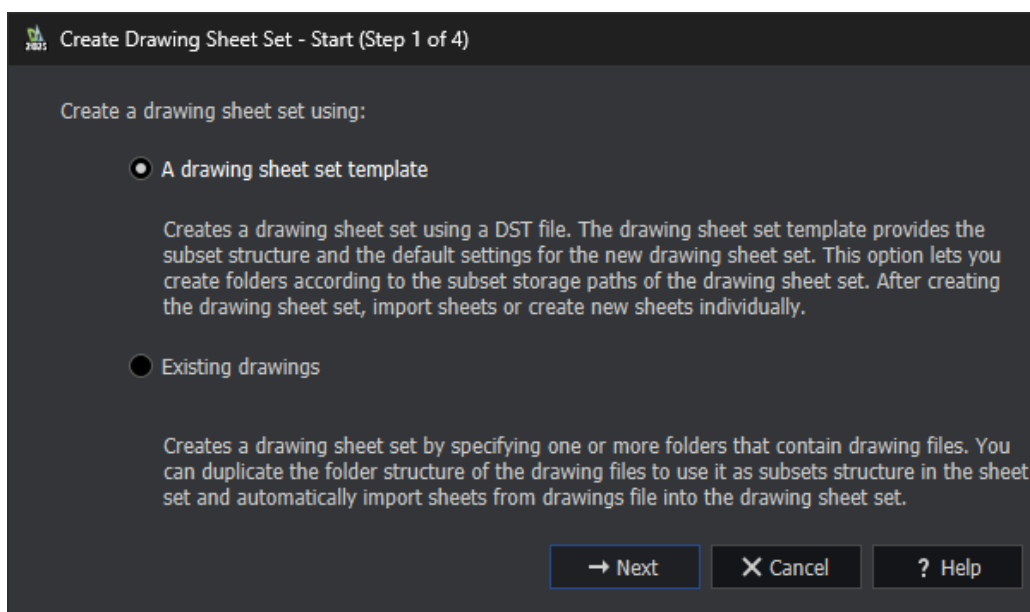 2025
Create Drawing Sheet Set - Start (Step 1 of 4)
Create a drawing sheet set using:
A drawing sheet set template
Creates a drawing sheet set using a DST file. The drawing sheet set template provides the
subset structure and the default settings for the new drawing sheet set. This option lets you
create folders according to the subset storage paths of the drawing sheet set. After creating
the drawing sheet set, import sheets or create new sheets individually.
Existing drawings
Creates a drawing sheet set by specifying one or more folders that contain drawing files. You
can duplicate the folder structure of the drawing files to use it as subsets structure in the sheet
set and automatically import sheets from drawings file into the drawing sheet set.
→ Next
X Cancel
? Help